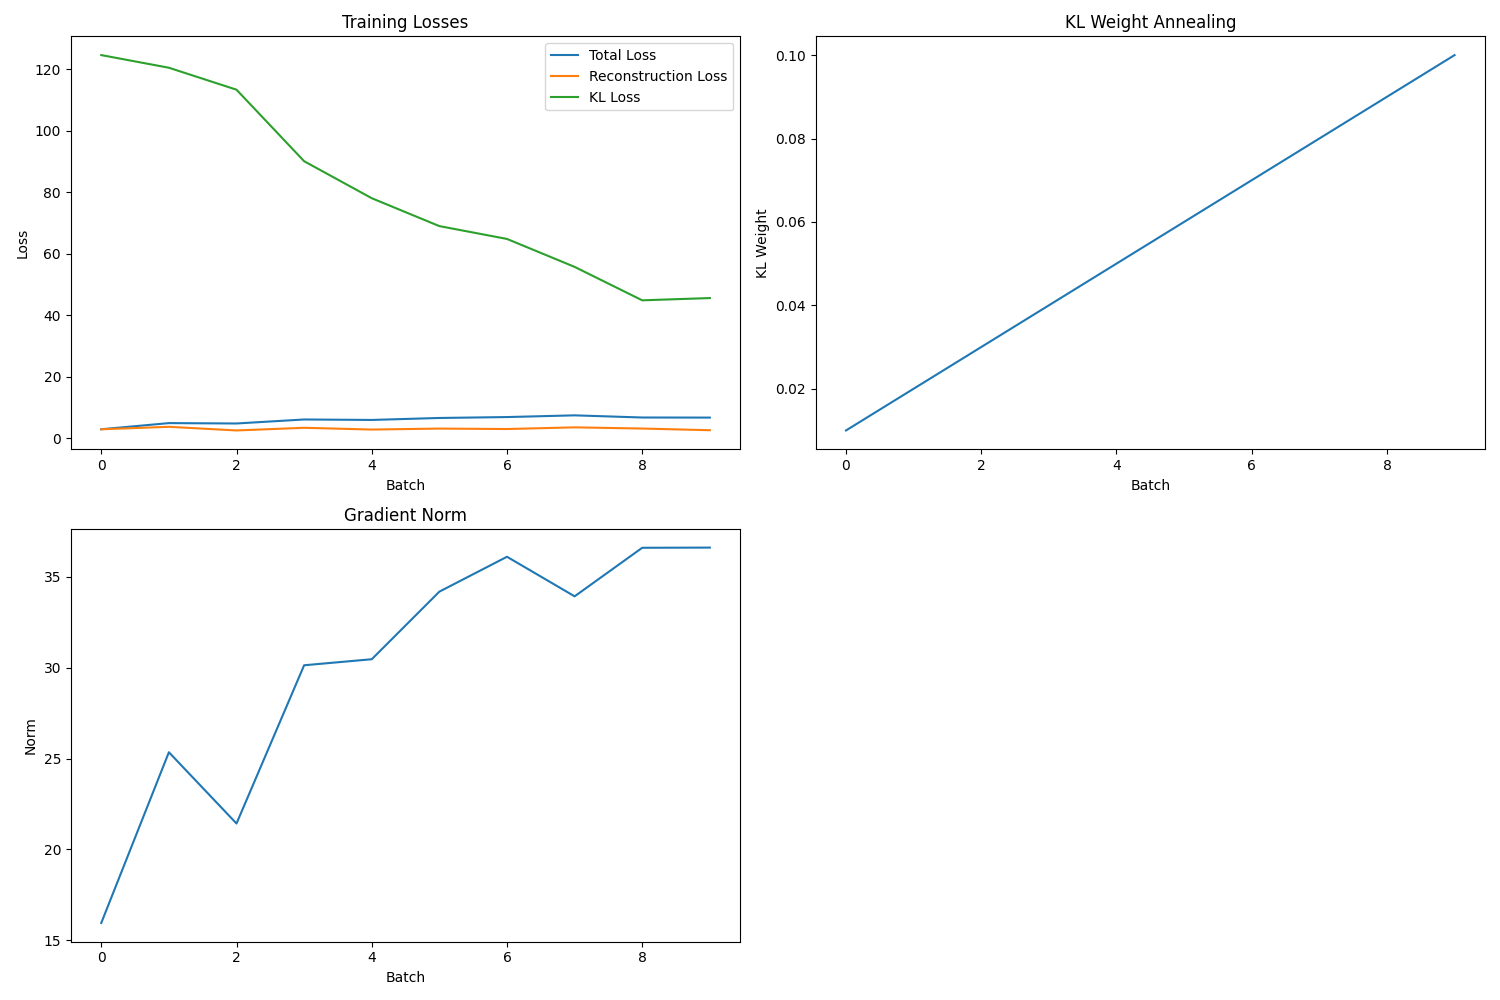 Training Losses
Total Loss
Reconstruction Loss
KL Loss
120
100
80
60
40
20
0
Loss
0 2 4 6 8
Batch
KL Weight Annealing
0.10
0.08
0.06
0.04
0.02
KL Weight
0 2 4 6 8
Batch
Gradient Norm
35
30
25
20
15
Norm
0 2 4 6 8
Batch